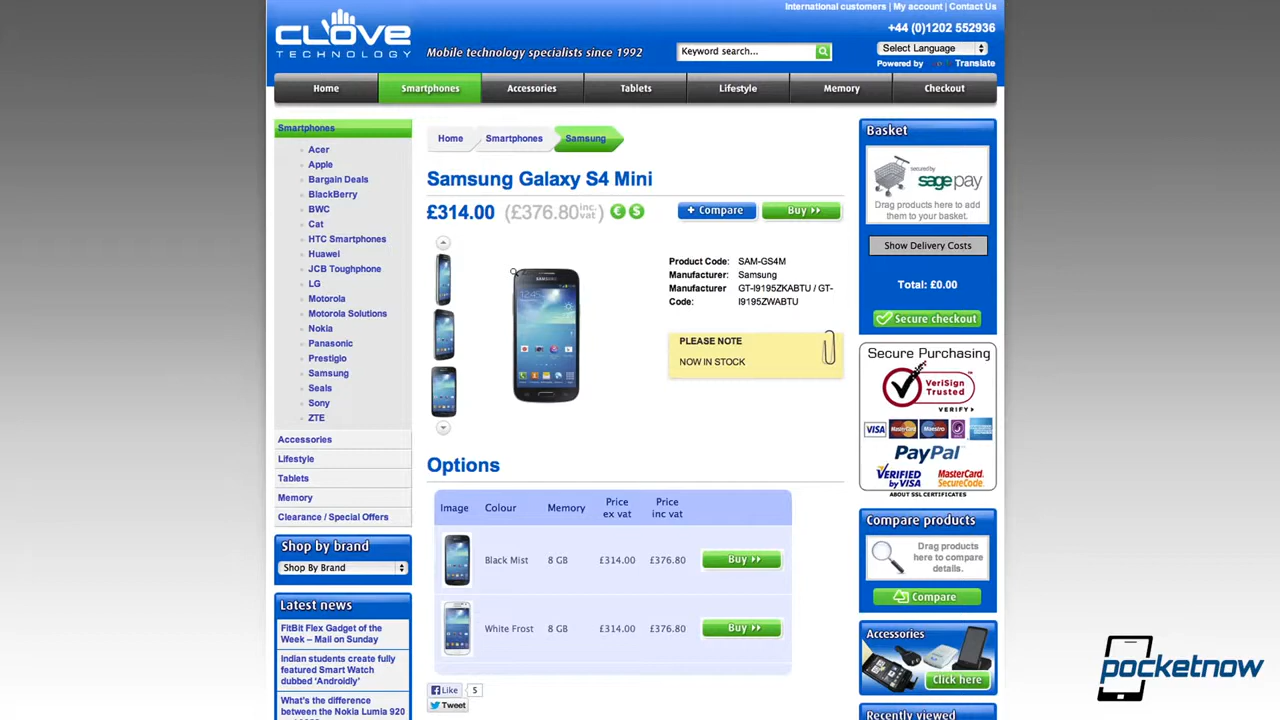 International customers | My account | Contact Us
CLOVE
TECHNOLOGY
Mobile technology specialists since 1992
Keyword search...
+44 (0)1202 552936
Select Language
Powered by
Translate
Home
Smartphones
Accessories
Tablets
Lifestyle
Memory
Checkout
Smartphones
Acer
Apple
Bargain Deals
BlackBerry
BWC
Cat
HTC Smartphones
Huawei
JCB Toughphone
LG
Motorola
Motorola Solutions
Nokia
Panasonic
Prestigio
Samsung
Seals
Sony
ZTE
Accessories
Lifestyle
Tablets
Memory
Clearance / Special Offers
Shop by brand
Shop By Brand
Latest news
FitBit Flex Gadget of the
Week – Mail on Sunday
Indian students create fully
featured Smart Watch
dubbed 'Androidly'
What's the difference
between the Nokia Lumia 920
Home
Smartphones
Samsung
Samsung Galaxy S4 Mini
£314.00 (£376.80 inc. vat) € $
+ Compare
Buy
Product Code: SAM-GS4M
Manufacturer: Samsung
Manufacturer Code: GT-I9195ZKABTU / GT-
I9195ZWABTU
SAMSUNG
PLEASE NOTE
NOW IN STOCK
Options
Image Colour Memory Price ex vat Price inc vat
Black Mist 8 GB £314.00 £376.80 Buy
White Frost 8 GB £314.00 £376.80 Buy
Like 5
Tweet
Basket
secured by
sage pay
Drag products here to add
them to your basket.
Show Delivery Costs
Total: £0.00
Secure checkout
Secure Purchasing
VeriSign
Trusted
VERIFY
VISA MasterCard Maestro
PayPal
VERIFIED by VISA
MasterCard. SecureCode.
ABOUT SSL CERTIFICATES
Compare products
Drag products
here to compare
details.
Compare
Accessories
Click here
Recently viewed
pocketnow